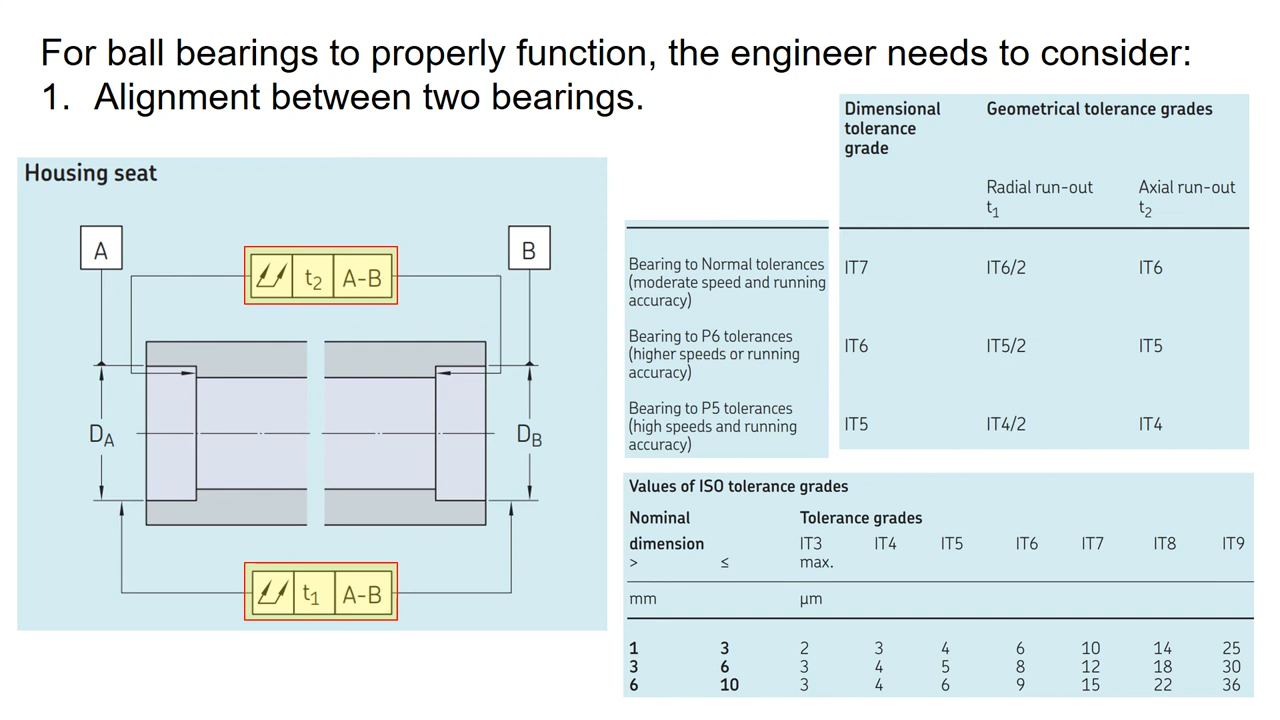 For ball bearings to properly function, the engineer needs to consider:
1. Alignment between two bearings.
Housing seat
A
B
t2 A-B
DA
DB
t1 A-B
Dimensional
tolerance
grade
Geometrical tolerance grades
Radial run-out
t1
Axial run-out
t2
Bearing to Normal tolerances
(moderate speed and running
accuracy)
IT7 IT6/2 IT6
Bearing to P6 tolerances
(higher speeds or running
accuracy)
IT6 IT5/2 IT5
Bearing to P5 tolerances
(high speeds and running
accuracy)
IT5 IT4/2 IT4
Values of ISO tolerance grades
Nominal Tolerance grades
dimension IT3 IT4 IT5 IT6 IT7 IT8 IT9
> ≤ max.
mm μm
1 3 2 3 4 6 10 14 25
3 6 3 4 5 8 12 18 30
6 10 3 4 6 9 15 22 36